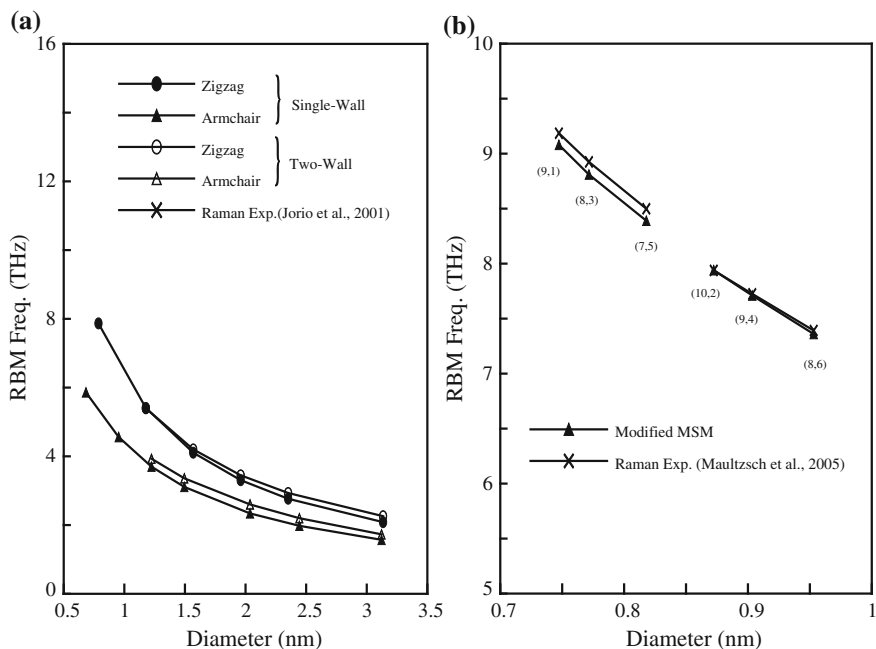 (a)
16
12
8
4
0
RBM Freq. (THz)
Zigzag
Armchair
Single-Wall
Zigzag
Armchair
Two-Wall
Raman Exp.(Jorio et al., 2001)
0.5 1 1.5 2 2.5 3 3.5
Diameter (nm)
(b)
10
9
8
7
6
5
RBM Freq. (THz)
(9,1)
(8,3)
(7,5)
(10,2)
(9,4)
(8,6)
Modified MSM
Raman Exp. (Maultzsch et al., 2005)
0.7 0.8 0.9 1
Diameter (nm)